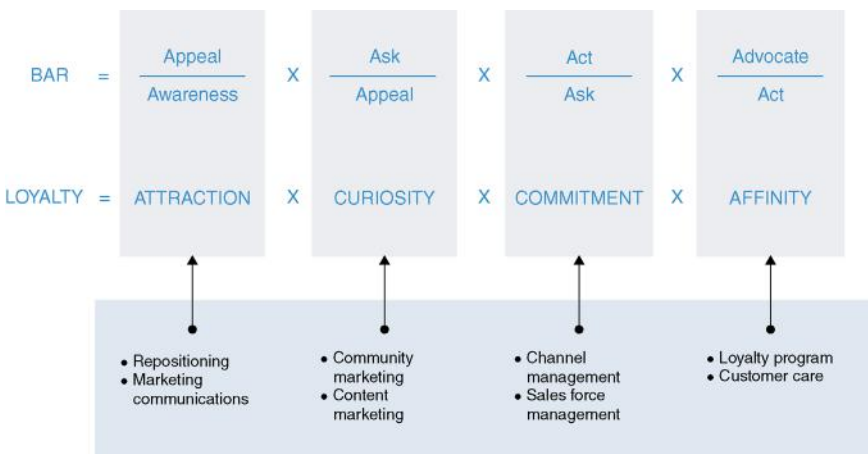 BAR = Appeal / Awareness X Ask / Appeal X Act / Ask X Advocate / Act
LOYALTY = ATTRACTION X CURIOSITY X COMMITMENT X AFFINITY
• Repositioning
• Marketing
communications
• Community
marketing
• Content
marketing
• Channel
management
• Sales force
management
• Loyalty program
• Customer care